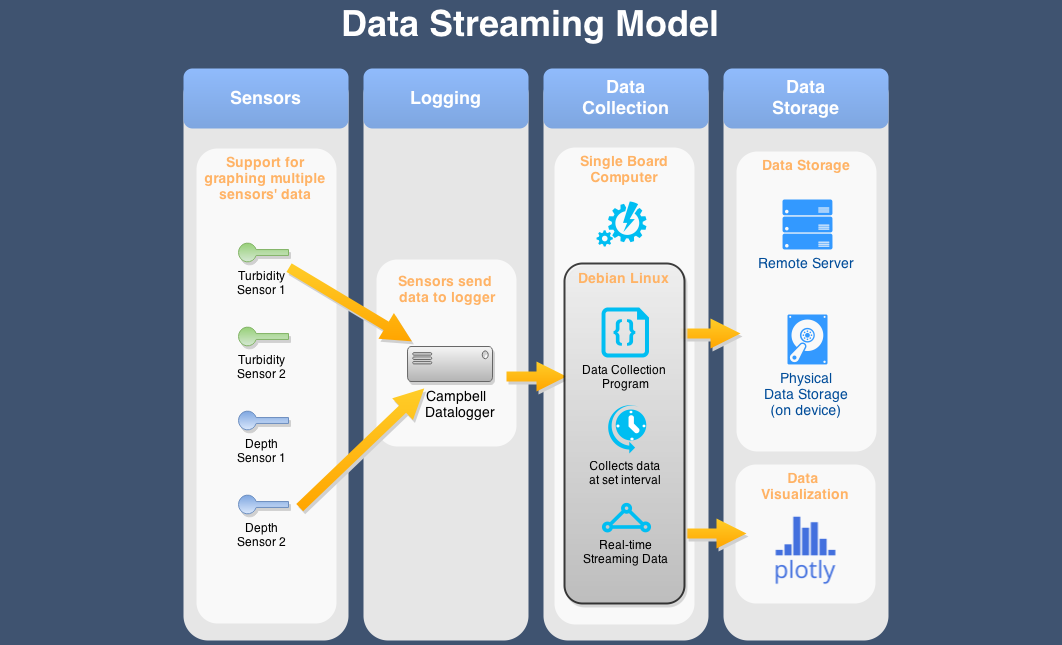 Data Streaming Model
Sensors
Support for
graphing multiple
sensors' data
Turbidity
Sensor 1
Turbidity
Sensor 2
Depth
Sensor 1
Depth
Sensor 2
Logging
Sensors send
data to logger
Campbell
Datalogger
Data
Collection
Single Board
Computer
Debian Linux
{}
Data Collection
Program
Collects data
at set interval
Real-time
Streaming Data
Data
Storage
Data Storage
Remote Server
Physical
Data Storage
(on device)
Data
Visualization
plotly